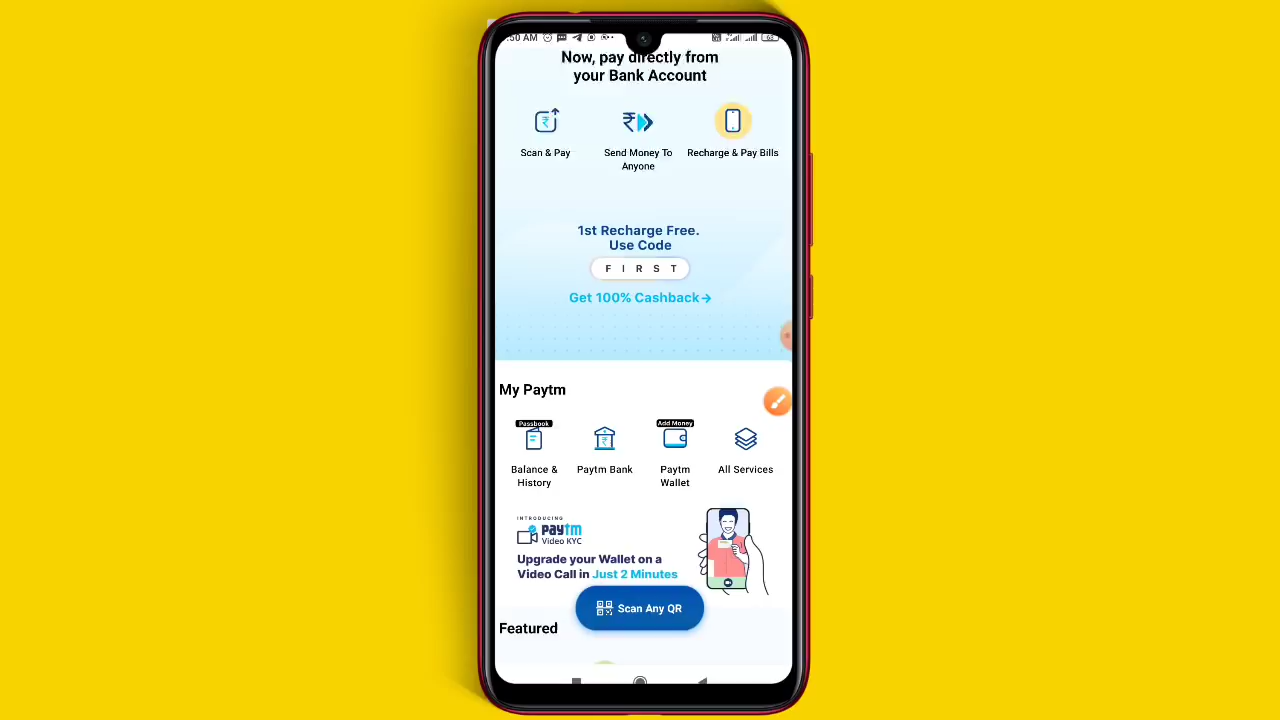 :50 AM
Now, pay directly from
your Bank Account
Scan & Pay
Send Money To
Anyone
Recharge & Pay Bills
1st Recharge Free.
Use Code
F I R S T
Get 100% Cashback →
My Paytm
Passbook
Balance &
History
Paytm Bank
Add Money
Paytm
Wallet
All Services
INTRODUCING
paytm
Video KYC
Upgrade your Wallet on a
Video Call in Just 2 Minutes
Scan Any QR
Featured